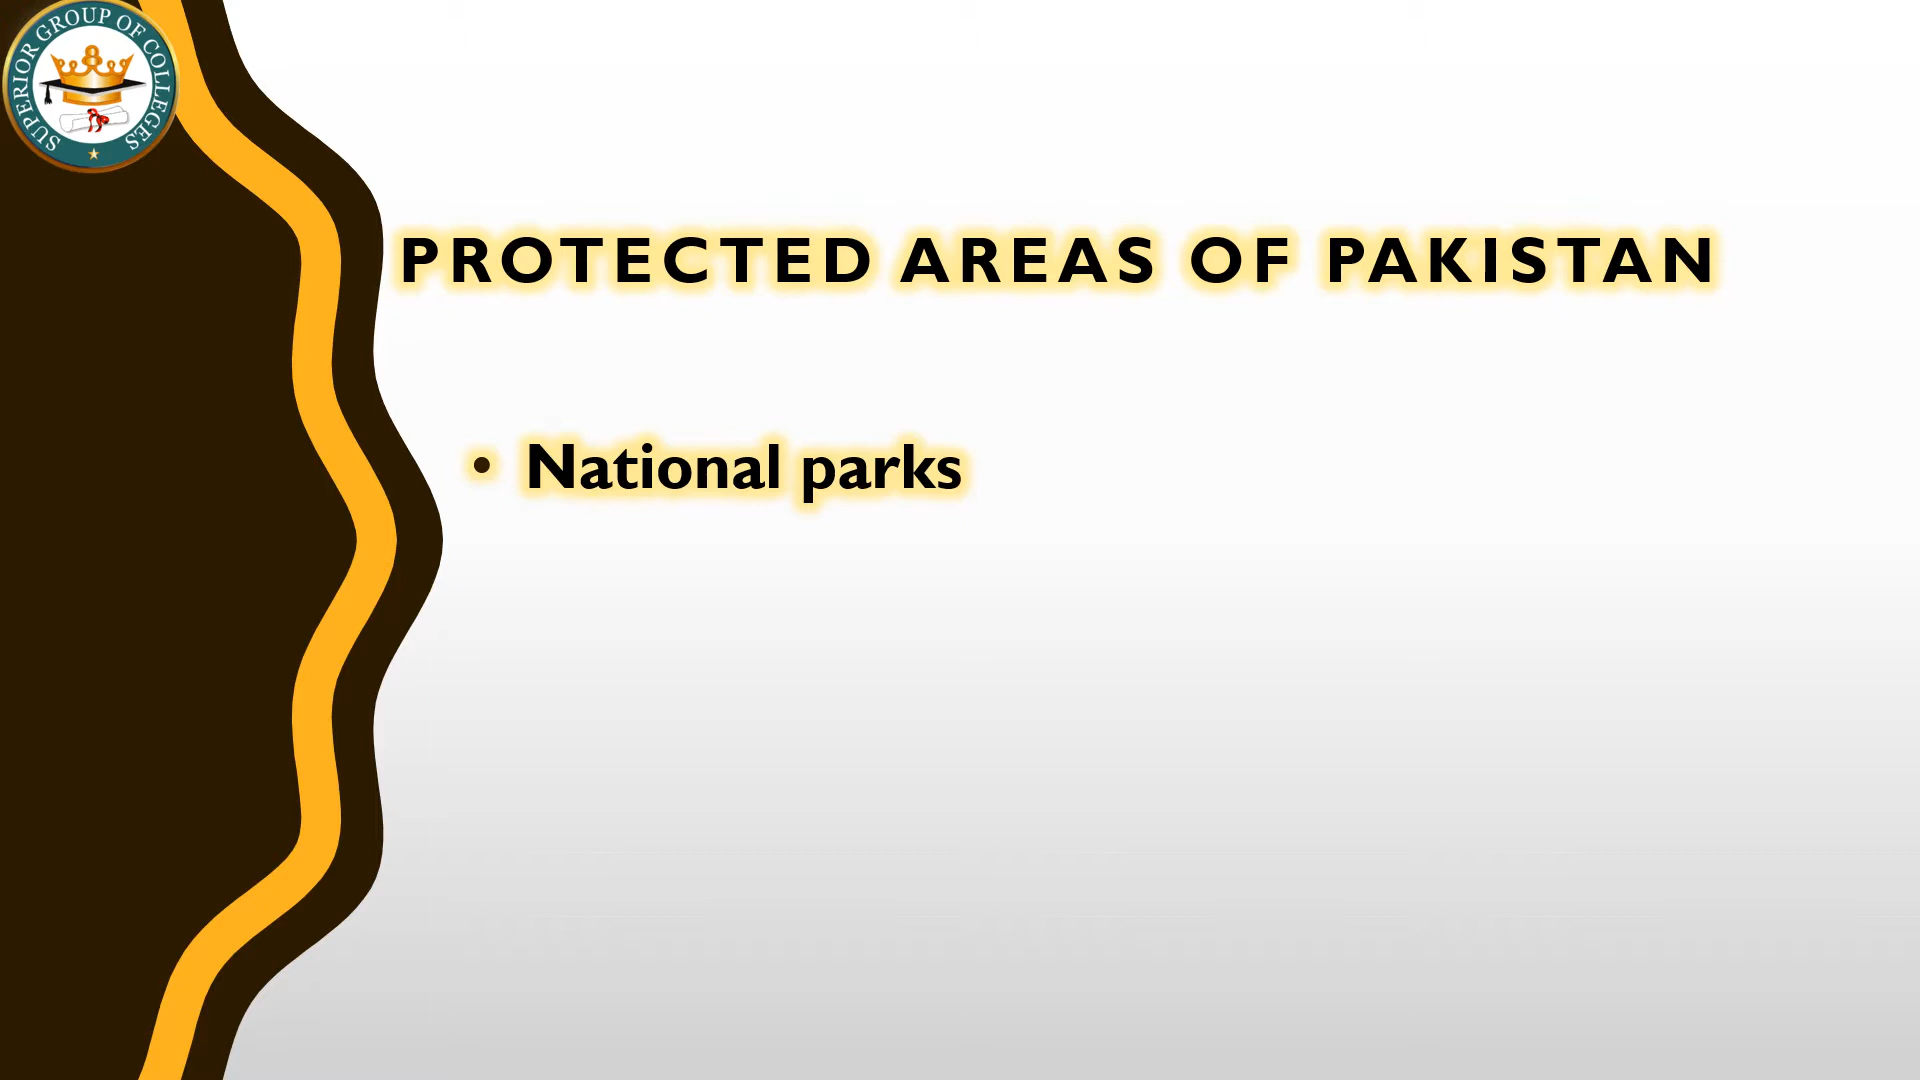 SUPERIOR GROUP OF COLLEGES
PROTECTED AREAS OF PAKISTAN
• National parks